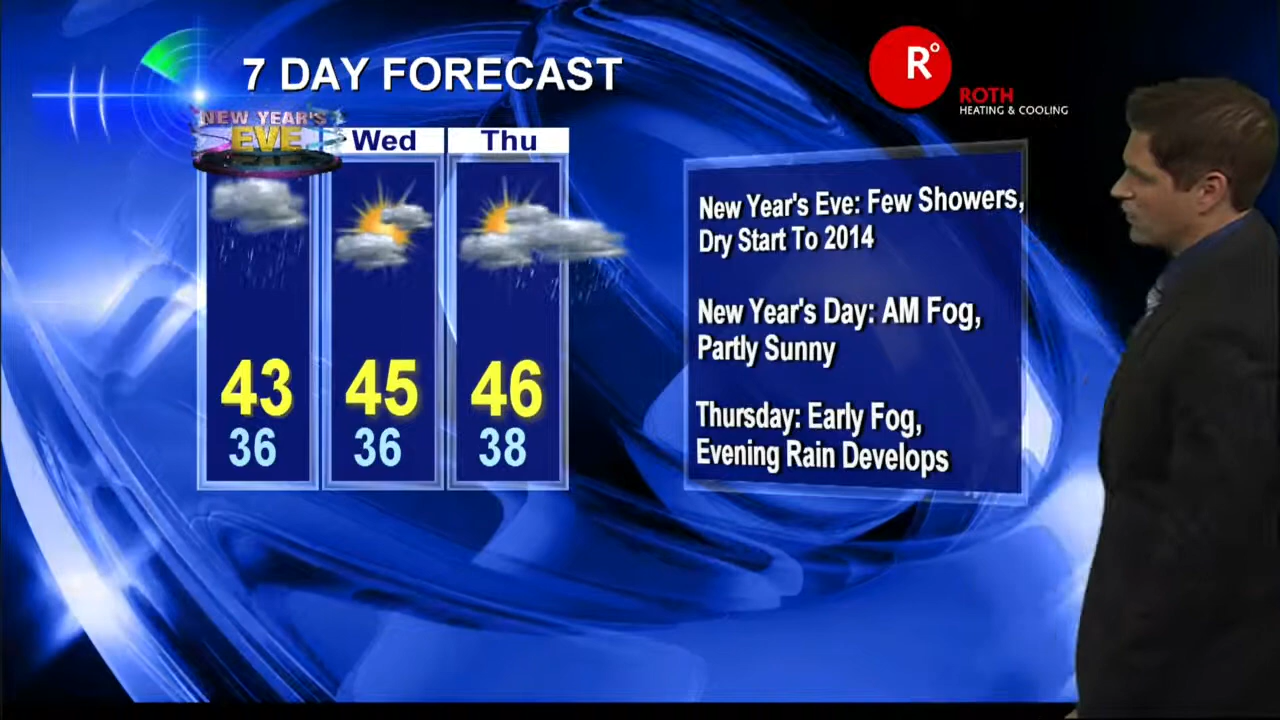 7 DAY FORECAST
R°
ROTH
HEATING & COOLING
NEW YEAR'S
EVE
Wed
Thu
43
45
46
36
36
38
New Year's Eve: Few Showers,
Dry Start To 2014
New Year's Day: AM Fog,
Partly Sunny
Thursday: Early Fog,
Evening Rain Develops